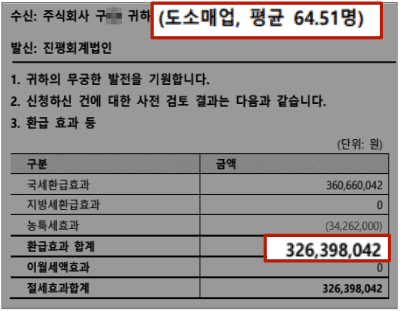 수신: 주식회사 구 귀하 (도소매업, 평균 64.51명)
발신: 진평회계법인
1. 귀하의 무궁한 발전을 기원합니다.
2. 신청하신 건에 대한 사전 검토 결과는 다음과 같습니다.
3. 환급 효과 등
(단위: 원)
구분 금액
국세환급효과 360,660,042
지방세환급효과 0
농특세효과 (34,262,000)
환급효과 합계 326,398,042
이월세액효과 0
절세효과합계 326,398,042